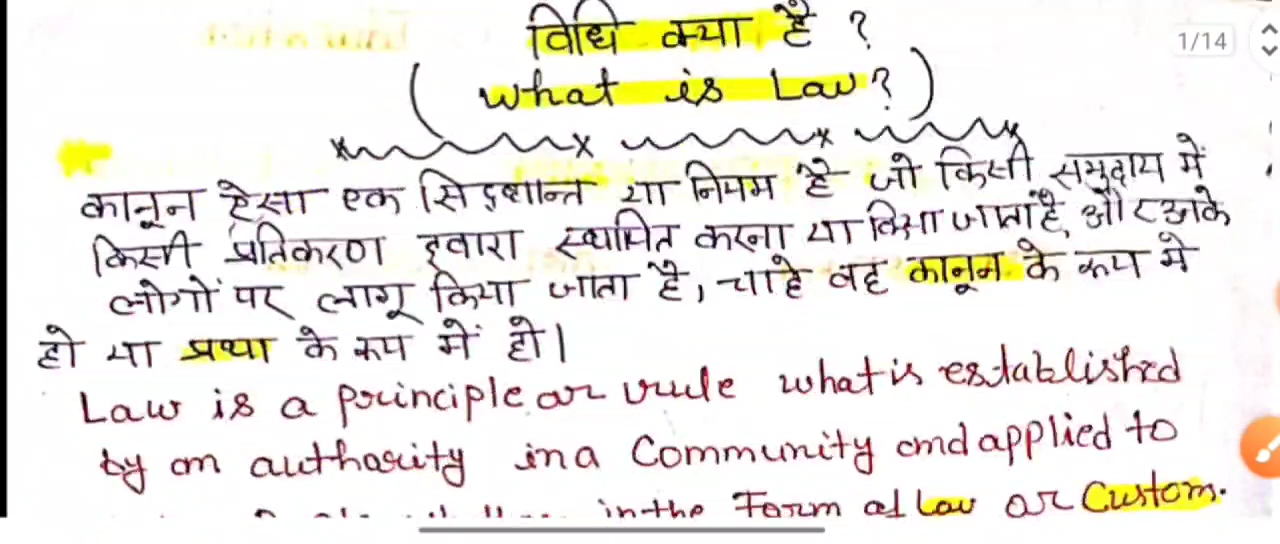 विधि क्या है ?
1/14
(What is Law?)
कानून ऐसा एक सिद्धान्त या नियम है जो किसी समुदाय में
किसी प्रतिकरण द्वारा स्थापित करना या किया जाता है, और उनके
लोगों पर लागू किया जाता है, चाहे वह कानून के रूप मे
हो या प्रथा के रूप में हो।
Law is a principle or rule what is established
by an authority in a Community and applied to
in the Form of Law or Custom.